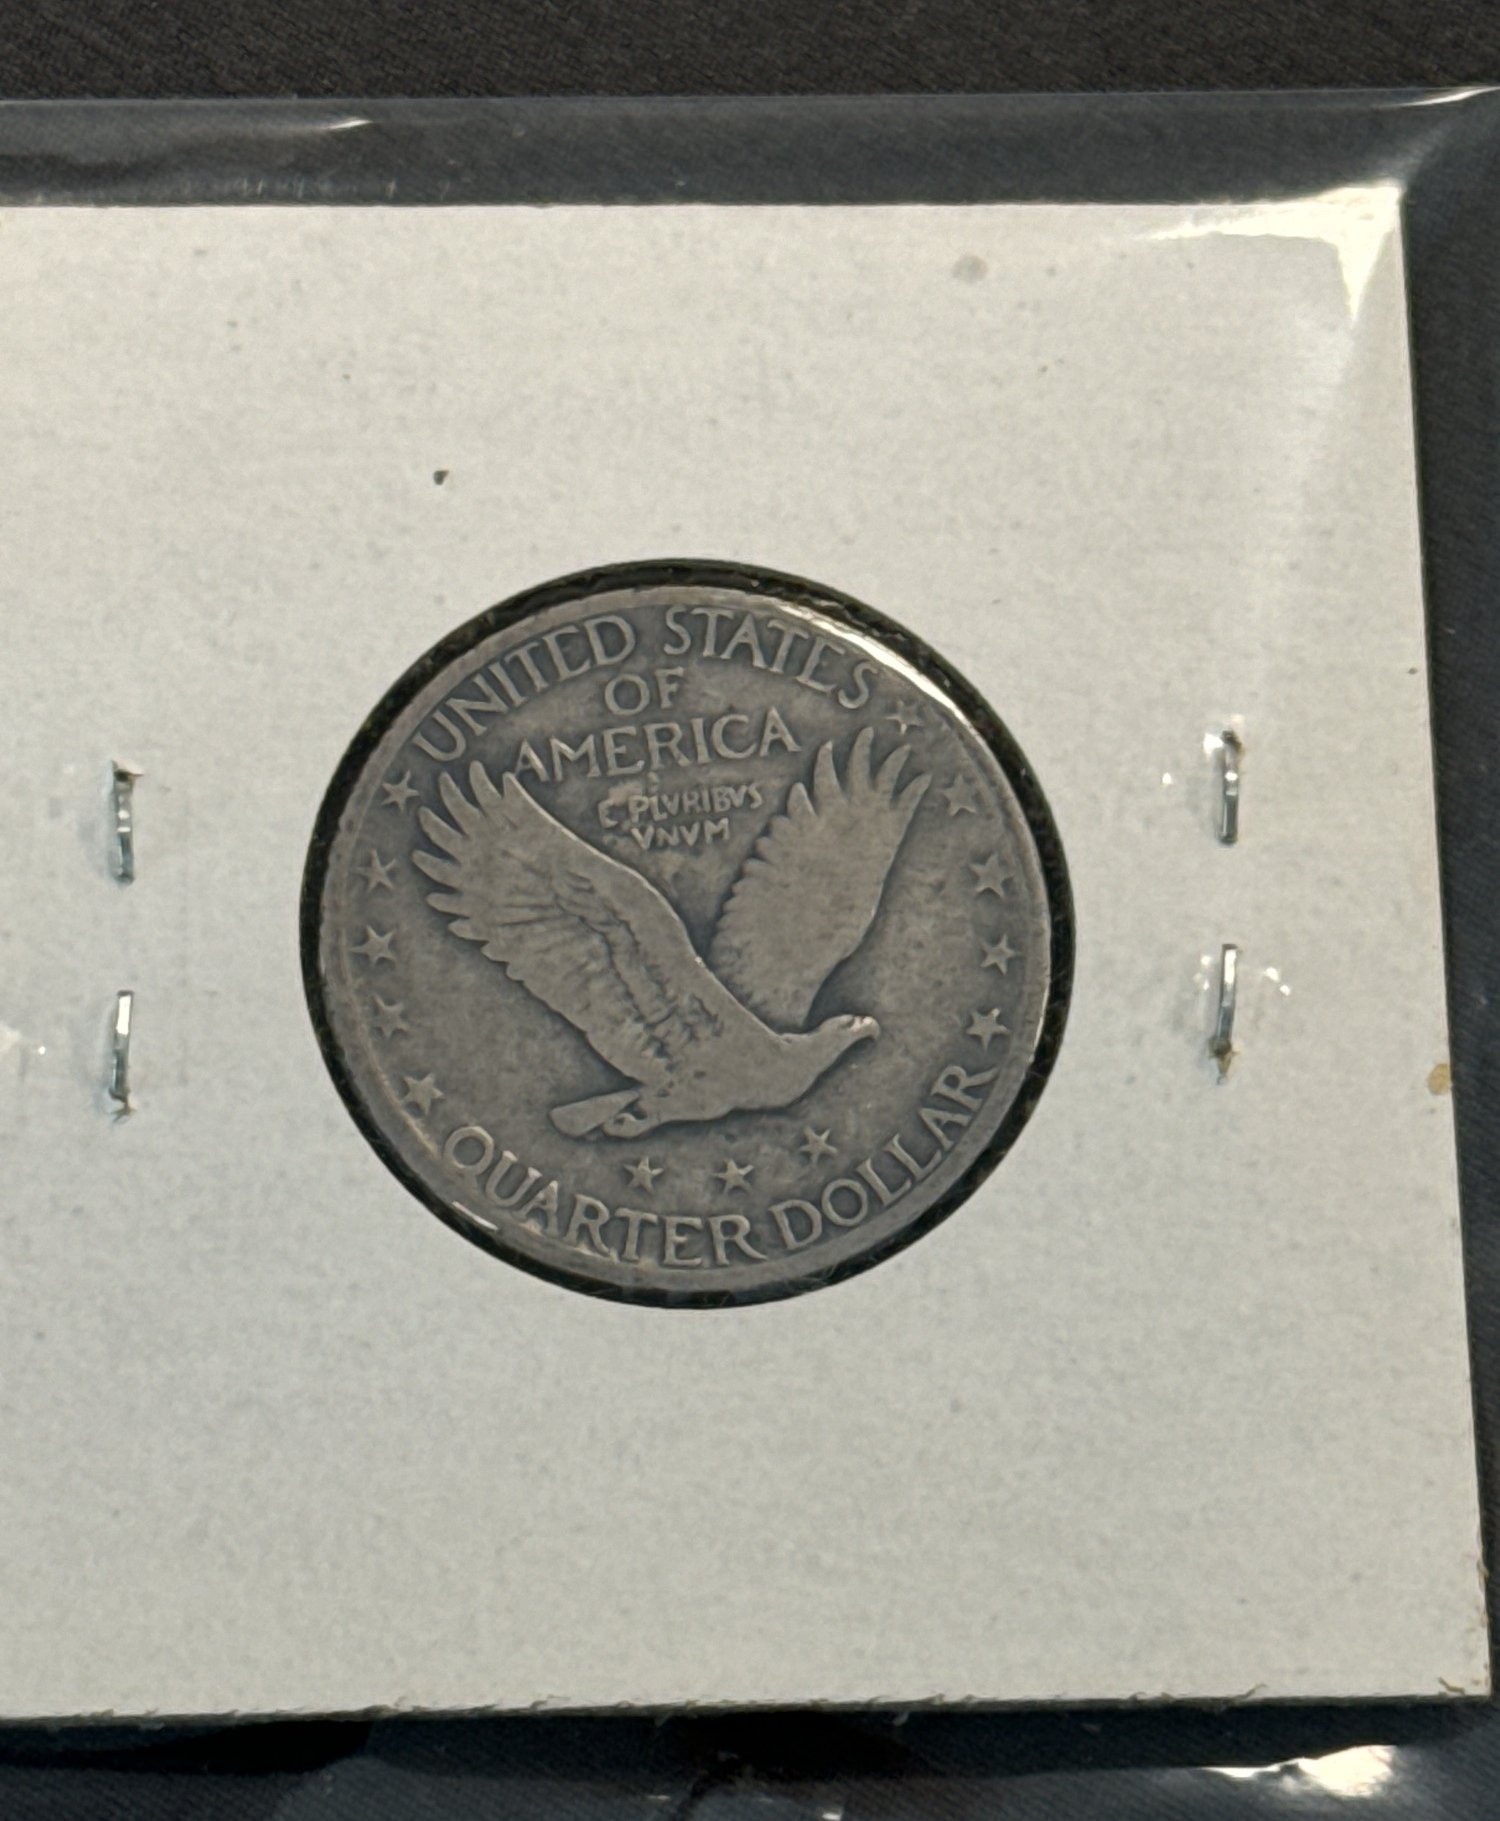 UNITED STATES
OF
AMERICA
E PLVRIBVS
VNVM
QUARTER DOLLAR